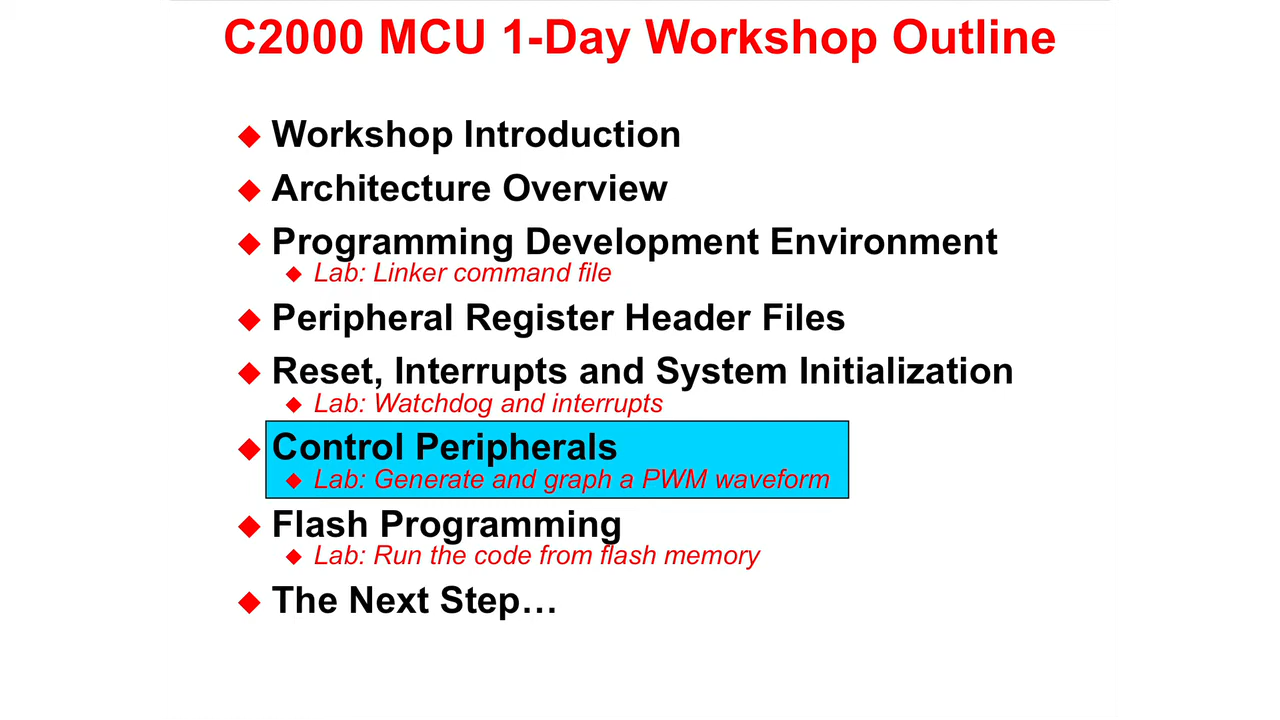 C2000 MCU 1-Day Workshop Outline
Workshop Introduction
Architecture Overview
Programming Development Environment
Lab: Linker command file
Peripheral Register Header Files
Reset, Interrupts and System Initialization
Lab: Watchdog and interrupts
Control Peripherals
Lab: Generate and graph a PWM waveform
Flash Programming
Lab: Run the code from flash memory
The Next Step…